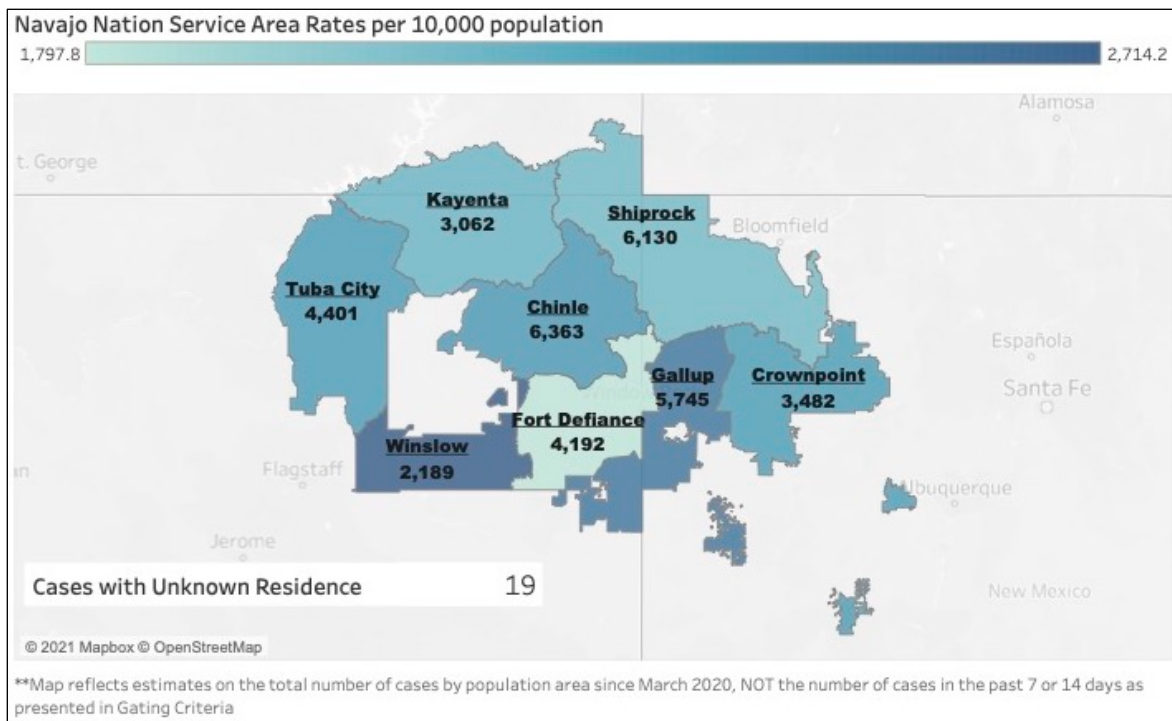 Navajo Nation Service Area Rates per 10,000 population
1,797.8
2,714.2
Alamosa
t. George
Kayenta
3,062
Shiprock
6,130
Bloomfield
Tuba City
4,401
Chinle
6,363
Española
Gallup
5,745
Crownpoint
3,482
Santa Fe
Fort Defiance
4,192
Winslow
2,189
Flagstaff
an
lbuquerque
Jerome
Cases with Unknown Residence 19
New Mexico
© 2021 Mapbox © OpenStreetMap
**Map reflects estimates on the total number of cases by population area since March 2020, NOT the number of cases in the past 7 or 14 days as
presented in Gating Criteria